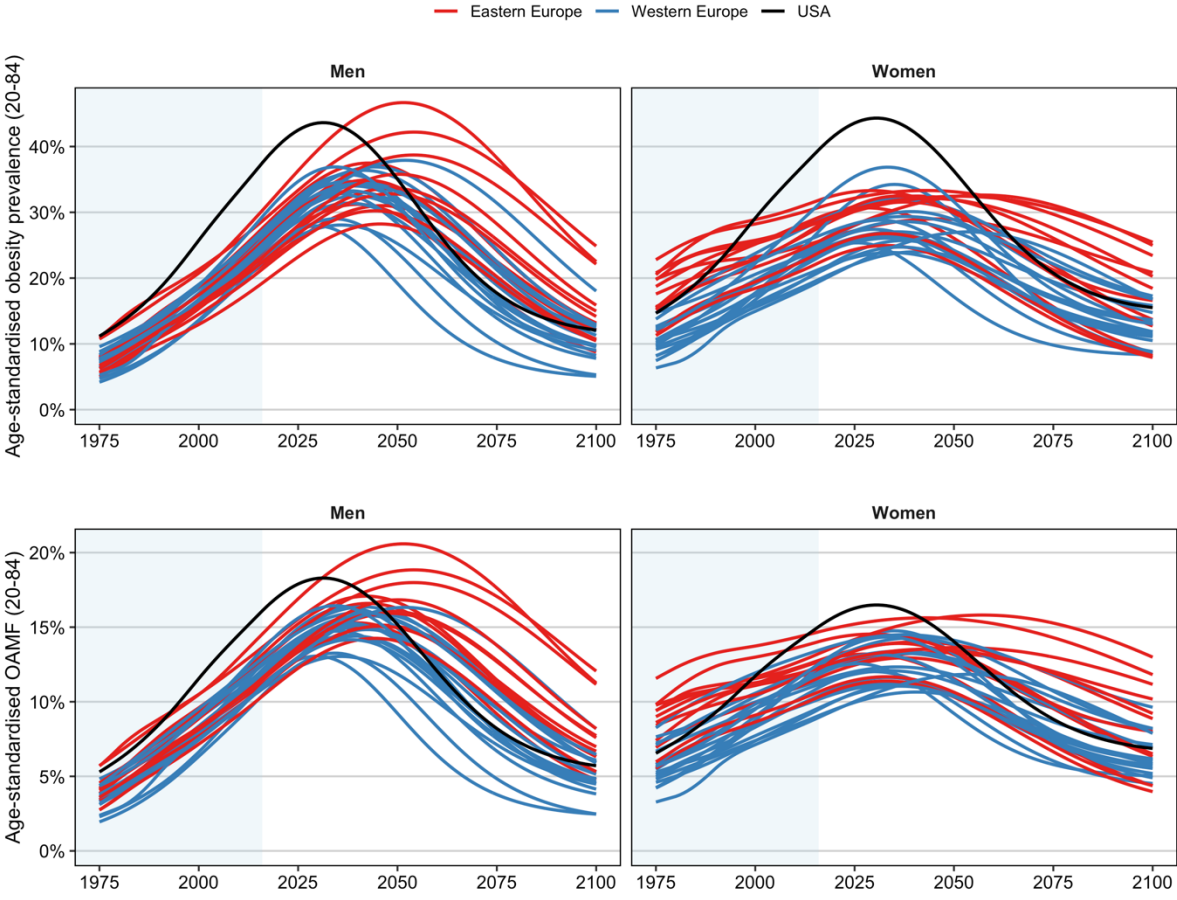 Eastern Europe Western Europe USA
Age-standardised obesity prevalence (20-84)
Men Women
40%
30%
20%
10%
0%
1975 2000 2025 2050 2075 2100 1975 2000 2025 2050 2075 2100
Age-standardised OAMF (20-84)
Men Women
20%
15%
10%
5%
0%
1975 2000 2025 2050 2075 2100 1975 2000 2025 2050 2075 2100